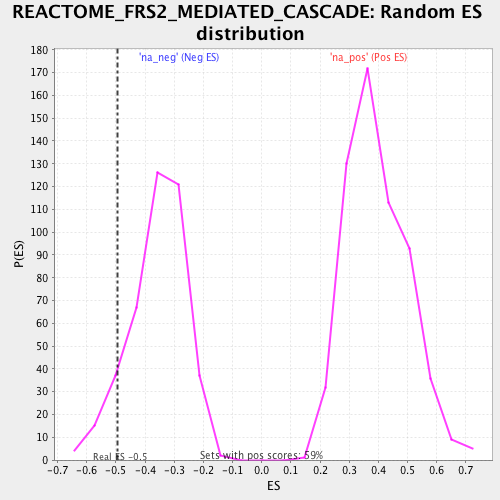 REACTOME_FRS2_MEDIATED_CASCADE: Random ES
distribution
'na_neg' (Neg ES)
'na_pos' (Pos ES)
180
170
160
150
140
130
120
110
100
90
80
70
60
50
40
30
20
10
0
P(ES)
Real ES -0.5
Sets with pos scores: 59%
-0.7 -0.6 -0.5 -0.4 -0.3 -0.2 -0.1 0.0 0.1 0.2 0.3 0.4 0.5 0.6 0.7
ES